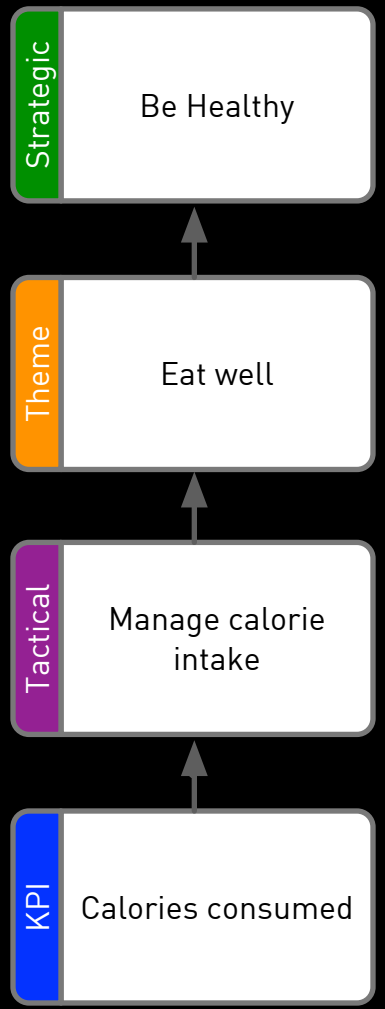 Strategic
Be Healthy
Theme
Eat well
Tactical
Manage calorie
intake
KPI
Calories consumed